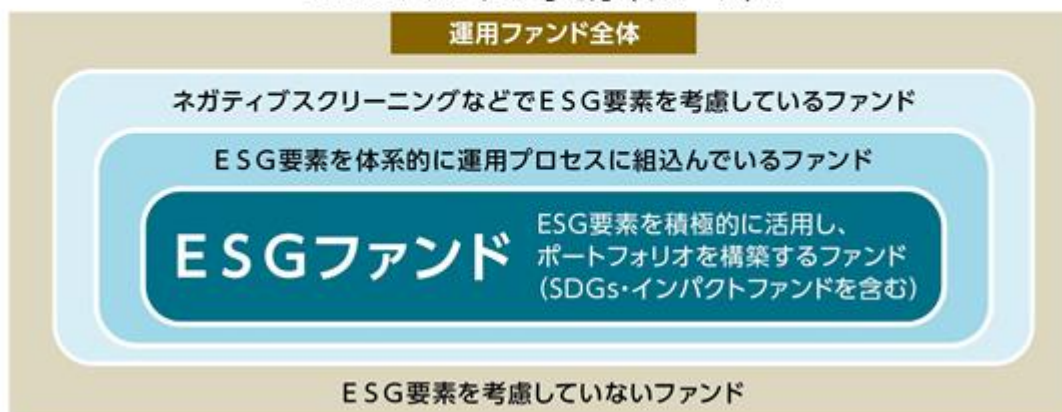 運用ファンド全体
ネガティブスクリーニングなどでESG要素を考慮しているファンド
ESG要素を体系的に運用プロセスに組込んでいるファンド
ESGファンド
ESG要素を積極的に活用し、
ポートフォリオを構築するファンド
(SDGs・インパクトファンドを含む)
ESG要素を考慮していないファンド